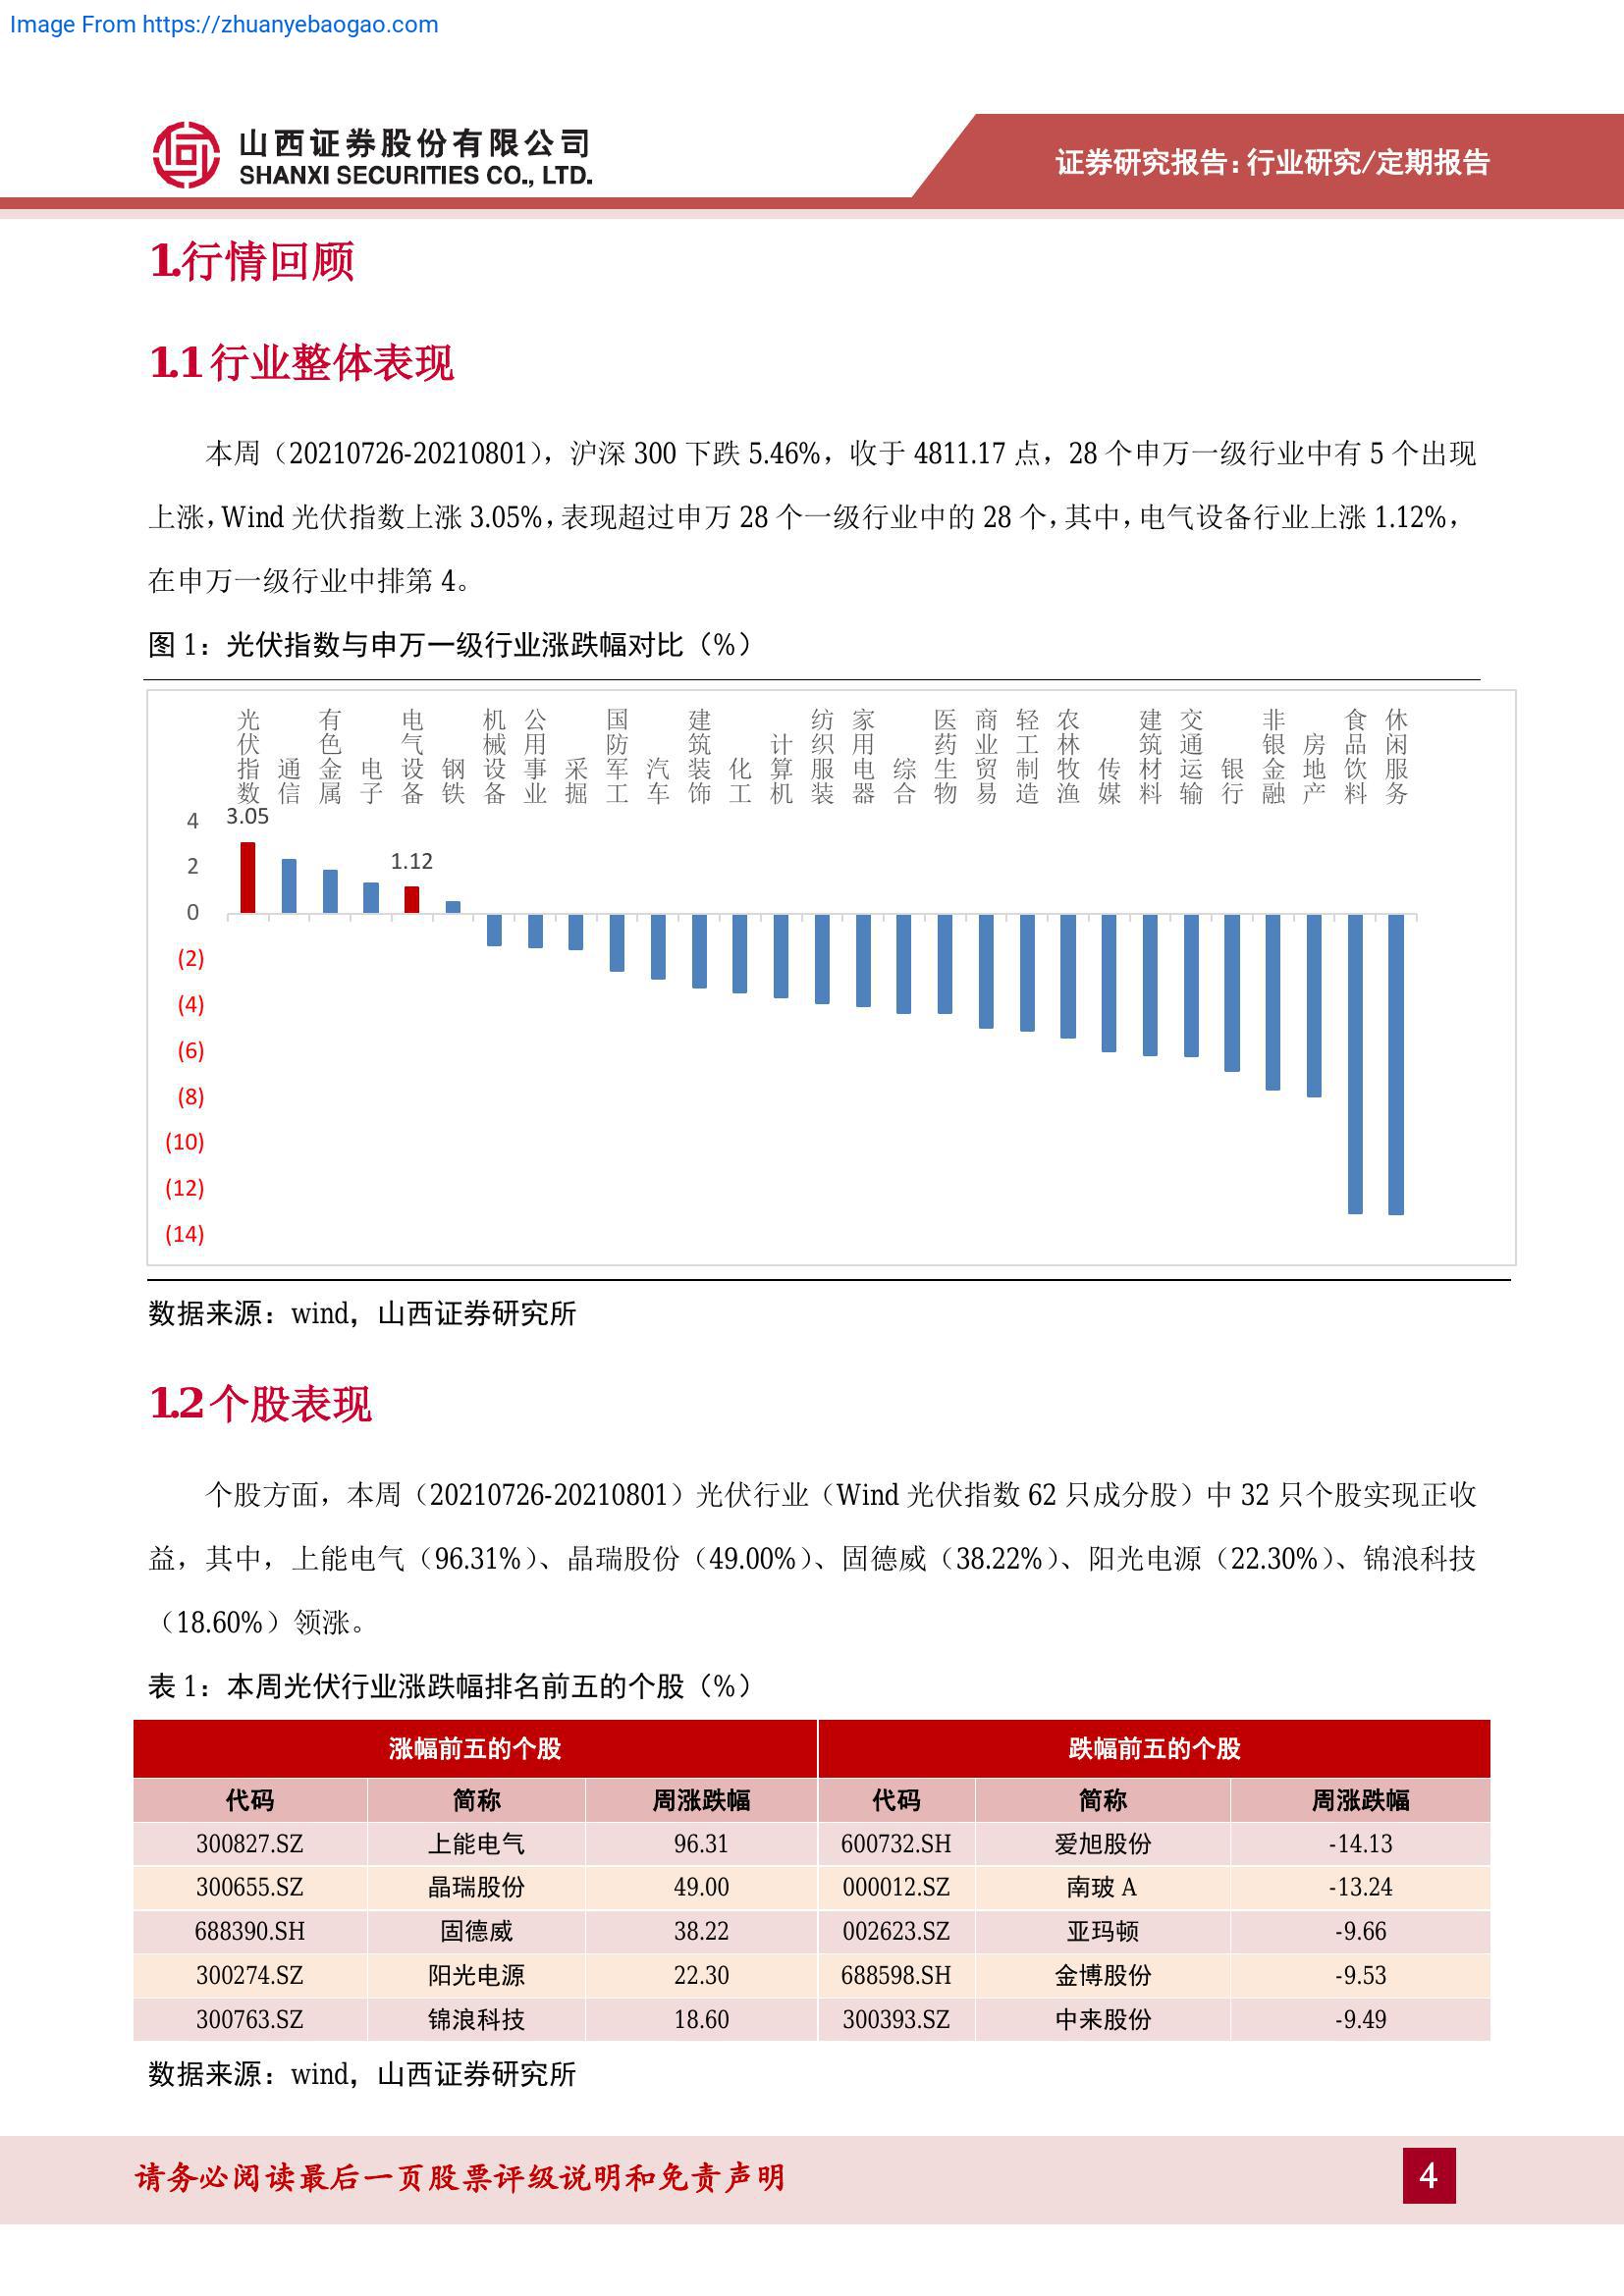 Image From https://zhuanyebaogao.com
山西证券股份有限公司
SHANXI SECURITIES CO., LTD.
证券研究报告：行业研究/定期报告
1.行情回顾
1.1 行业整体表现
本周（20210726-20210801），沪深 300 下跌 5.46%，收于 4811.17 点，28 个申万一级行业中有 5 个出现
上涨，Wind 光伏指数上涨 3.05%，表现超过申万 28 个一级行业中的 28 个，其中，电气设备行业上涨 1.12%，
在申万一级行业中排第 4。
图 1：光伏指数与申万一级行业涨跌幅对比（%）
光伏指数 通信 有色金属 电子 电气设备 钢铁 机械设备 公用事业 采掘 国防军工 汽车 建筑装饰 化工 计算机 纺织服装 家用电器 综合 医药生物 商业贸易 轻工制造 农林牧渔 传媒 建筑材料 交通运输 银行 非银金融 房地产 食品饮料 休闲服务
3.05
1.12
4
2
0
(2)
(4)
(6)
(8)
(10)
(12)
(14)
数据来源：wind，山西证券研究所
1.2 个股表现
个股方面，本周（20210726-20210801）光伏行业（Wind 光伏指数 62 只成分股）中 32 只个股实现正收
益，其中，上能电气（96.31%）、晶瑞股份（49.00%）、固德威（38.22%）、阳光电源（22.30%）、锦浪科技
（18.60%）领涨。
表 1：本周光伏行业涨跌幅排名前五的个股（%）
涨幅前五的个股 跌幅前五的个股
代码 简称 周涨跌幅 代码 简称 周涨跌幅
300827.SZ 上能电气 96.31 600732.SH 爱旭股份 -14.13
300655.SZ 晶瑞股份 49.00 000012.SZ 南玻 A -13.24
688390.SH 固德威 38.22 002623.SZ 亚玛顿 -9.66
300274.SZ 阳光电源 22.30 688598.SH 金博股份 -9.53
300763.SZ 锦浪科技 18.60 300393.SZ 中来股份 -9.49
数据来源：wind，山西证券研究所
请务必阅读最后一页股票评级说明和免责声明
4